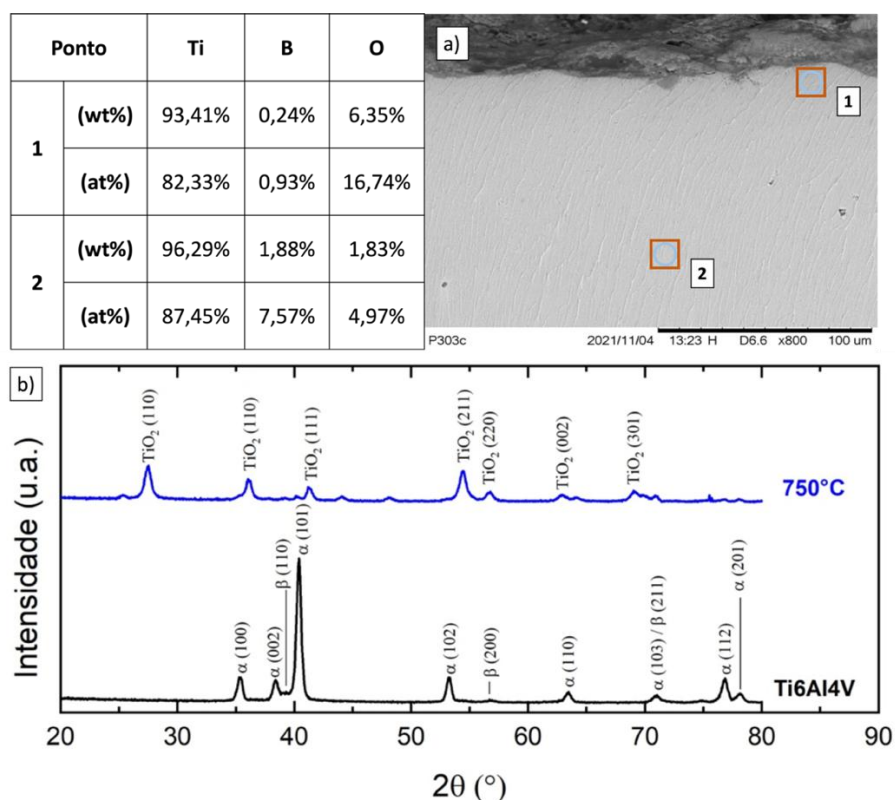 Ponto Ti B O
1 (wt%) 93,41% 0,24% 6,35%
(at%) 82,33% 0,93% 16,74%
2 (wt%) 96,29% 1,88% 1,83%
(at%) 87,45% 7,57% 4,97%
a)
1
2
P303c 2021/11/04 13:23 H D6.6 x800 100 um
b)
Intensidade (u.a.)
TiO2 (110)
TiO2 (110)
TiO2 (111)
TiO2 (211)
TiO2 (220)
TiO2 (002)
TiO2 (301)
750°C
α (100)
α (002)
β (110)
α (101)
α (102)
β (200)
α (110)
α (103) / β (211)
α (112)
α (201)
Ti6Al4V
20 30 40 50 60 70 80 90
2θ (°)